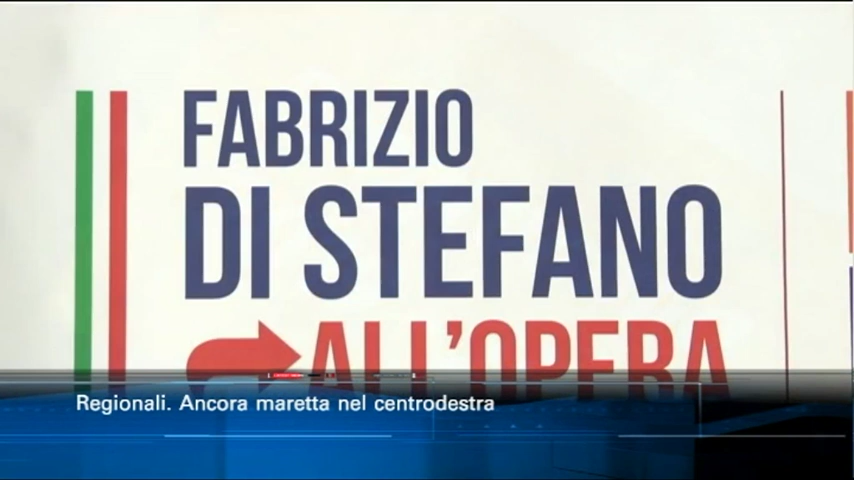 FABRIZIO
DI STEFANO
ALL'OPERA
Regionali. Ancora maretta nel centrodestra